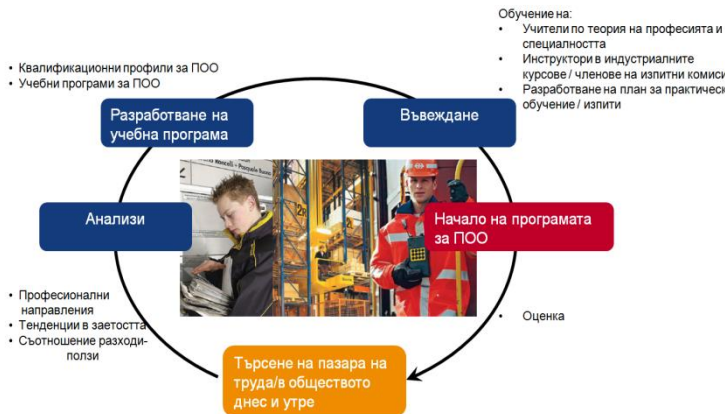 Обучение на:
• Учители по теория на професията и
специалността
• Инструктори в индустриалните
курсове / членове на изпитни комиси
• Разработване на план за практическ
обучение / изпити
• Квалификационни профили за ПОО
• Учебни програми за ПОО
Разработване на
учебна програма
Въвеждане
Анализи
Начало на програмата
за ПОО
• Професионални
направления
• Тенденции в заетостта
• Съотношение разходи-
ползи
• Оценка
Търсене на пазара на
труда/в обществото
днес и утре